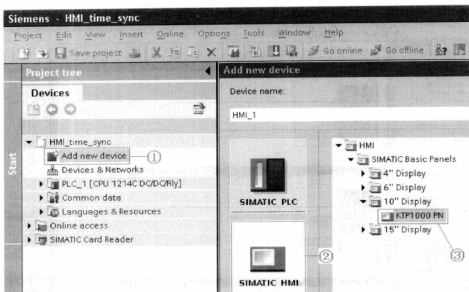 Siemens - HMI_time_sync
Project Edit View Insert Online Options Tools Window Help
Save project Go online Go offline
Project tree
Devices
Start
HMI_time_sync
Add new device ①
Devices & Networks
PLC_1 [CPU 1214C DC/DC/Rly]
Common data
Languages & Resources
Online access
SIMATIC Card Reader
Add new device
Device name:
HMI_1
SIMATIC PLC
SIMATIC HMI
②
HMI
SIMATIC Basic Panels
4" Display
6" Display
10" Display
KTP1000 PN
③
15" Display